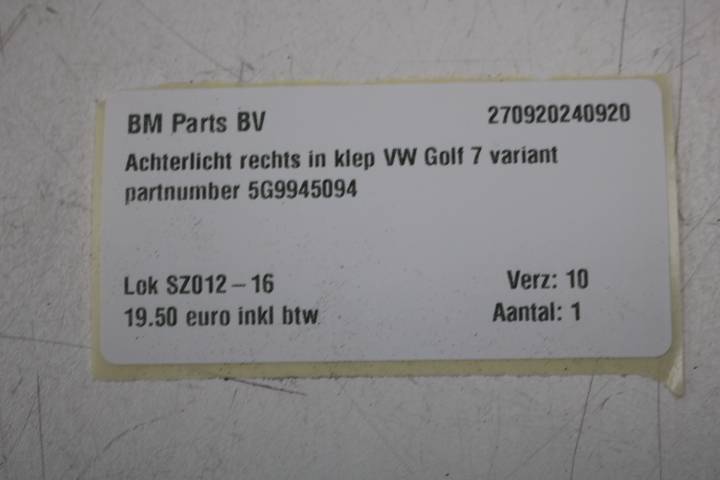 BM Parts BV 270920240920
Achterlicht rechts in klep VW Golf 7 variant
partnumber 5G9945094
Lok SZ012-16 Verz: 10
19.50 euro inkl btw Aantal: 1